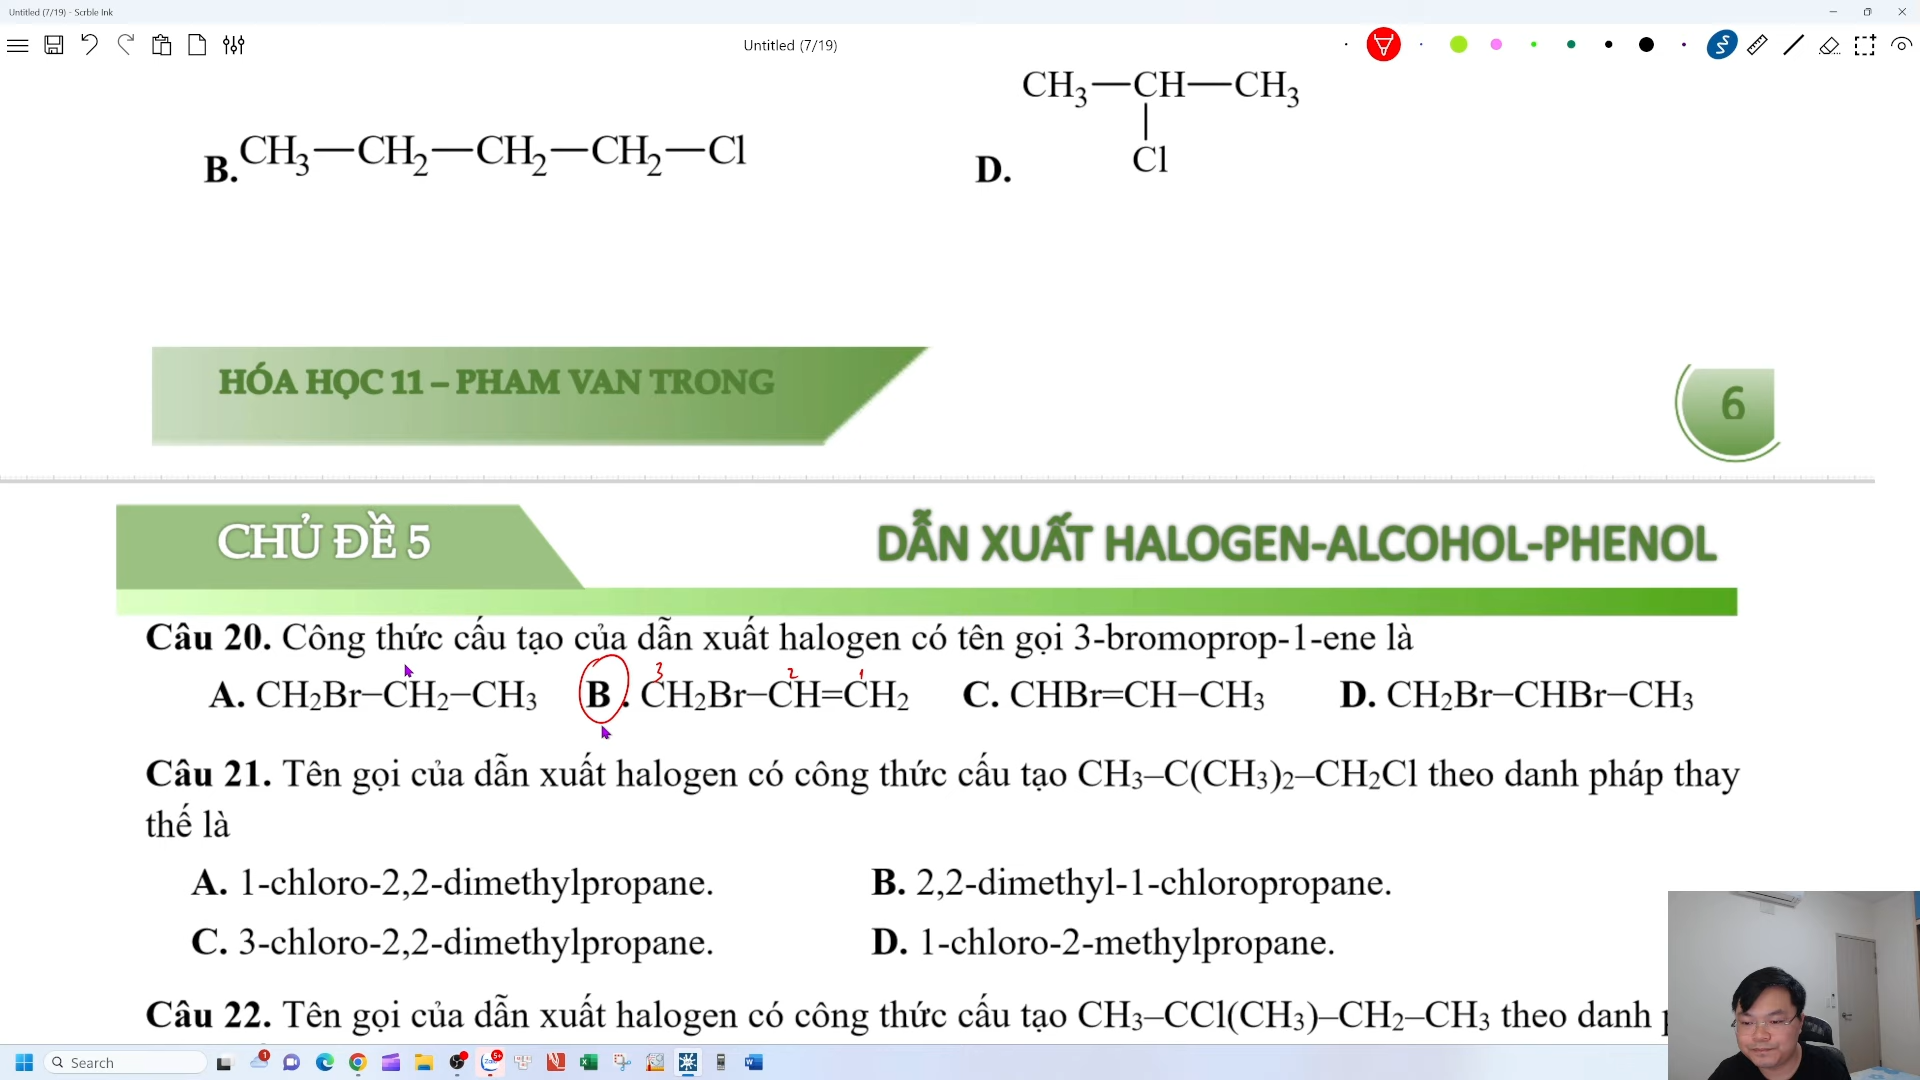 Untitled (7/19) - Scrble Ink
Untitled (7/19)
CH3—CH—CH3
Cl
B. CH3—CH2—CH2—CH2—Cl
D.
HÓA HỌC 11 – PHAM VAN TRONG
6
CHỦ ĐỀ 5
DẪN XUẤT HALOGEN-ALCOHOL-PHENOL
Câu 20. Công thức cấu tạo của dẫn xuất halogen có tên gọi 3-bromoprop-1-ene là
3 2 1
A. CH2Br–CH2–CH3 B. CH2Br–CH=CH2 C. CHBr=CH–CH3 D. CH2Br–CHBr–CH3
Câu 21. Tên gọi của dẫn xuất halogen có công thức cấu tạo CH3–C(CH3)2–CH2Cl theo danh pháp thay
thế là
A. 1-chloro-2,2-dimethylpropane. B. 2,2-dimethyl-1-chloropropane.
C. 3-chloro-2,2-dimethylpropane. D. 1-chloro-2-methylpropane.
Câu 22. Tên gọi của dẫn xuất halogen có công thức cấu tạo CH3–CCl(CH3)–CH2–CH3 theo danh
Search